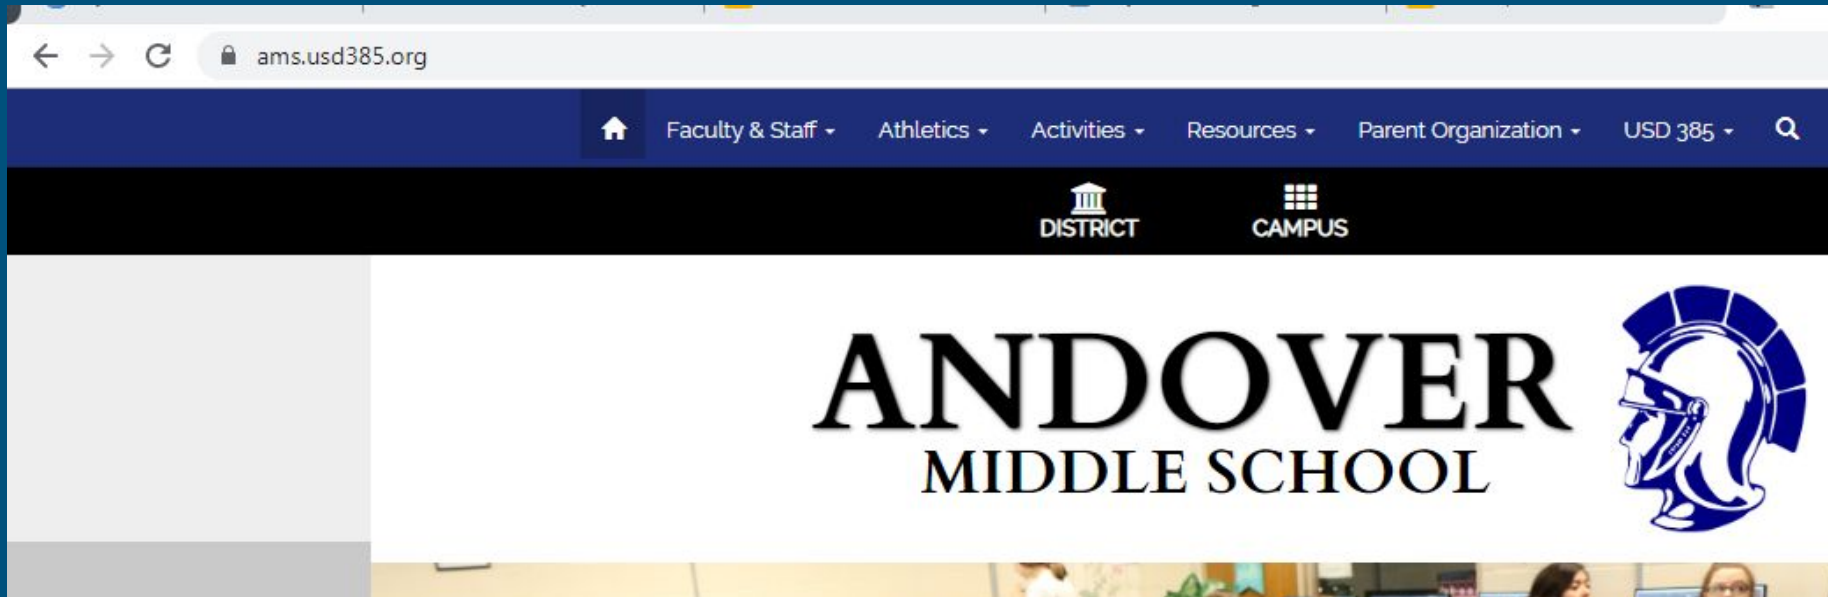 ams.usd385.org
Faculty & Staff Athletics Activities Resources Parent Organization USD 385
DISTRICT CAMPUS
ANDOVER
MIDDLE SCHOOL